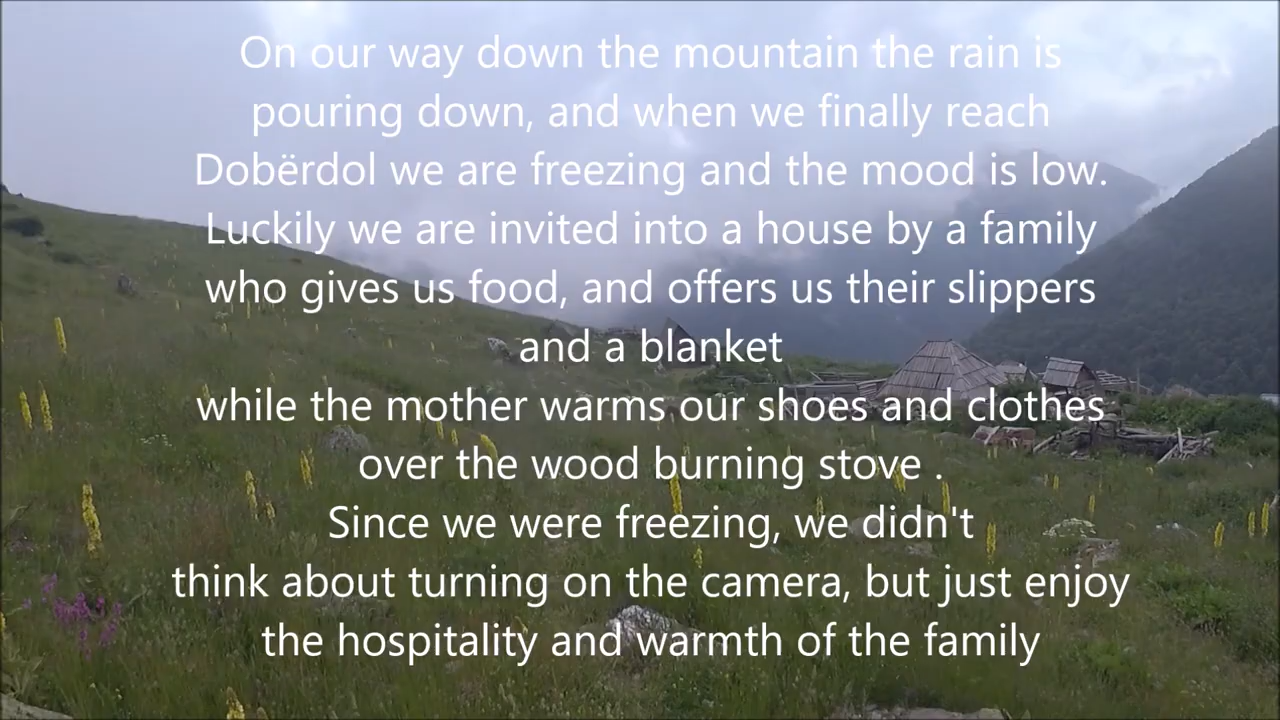 On our way down the mountain the rain is
pouring down, and when we finally reach
Dobërdol we are freezing and the mood is low.
Luckily we are invited into a house by a family
who gives us food, and offers us their slippers
and a blanket
while the mother warms our shoes and clothes
over the wood burning stove .
Since we were freezing, we didn't
think about turning on the camera, but just enjoy
the hospitality and warmth of the family